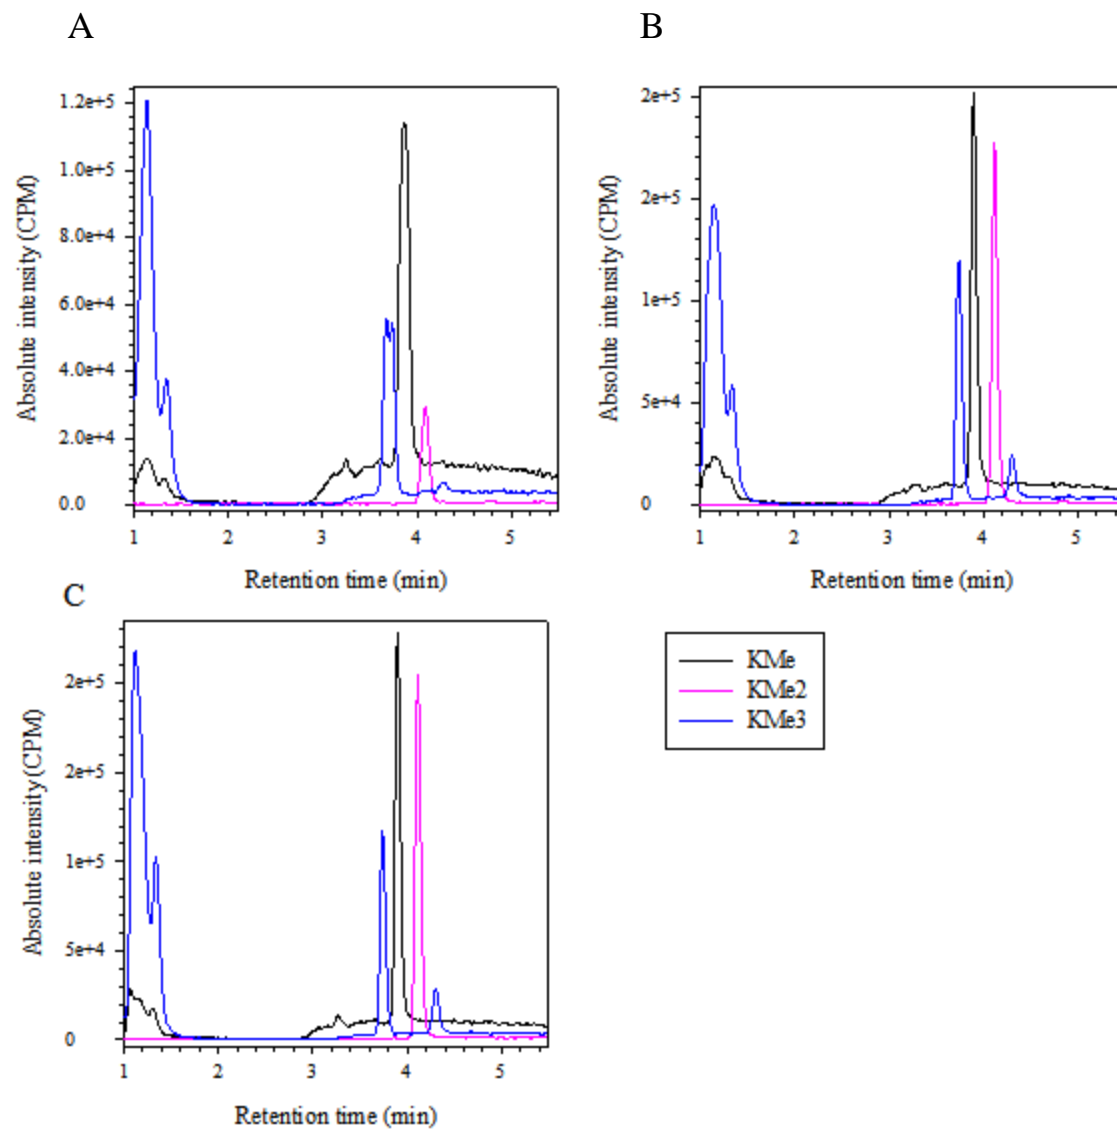 A
B
Absolute intensity (CPM)
1.2e+5
1.0e+5
8.0e+4
6.0e+4
4.0e+4
2.0e+4
0.0
1 2 3 4 5
Retention time (min)
Absolute intensity (CPM)
2e+5
2e+5
1e+5
5e+4
0
1 2 3 4 5
Retention time (min)
C
Absolute intensity (CPM)
2e+5
2e+5
1e+5
5e+4
0
1 2 3 4 5
Retention time (min)
KMe
KMe2
KMe3